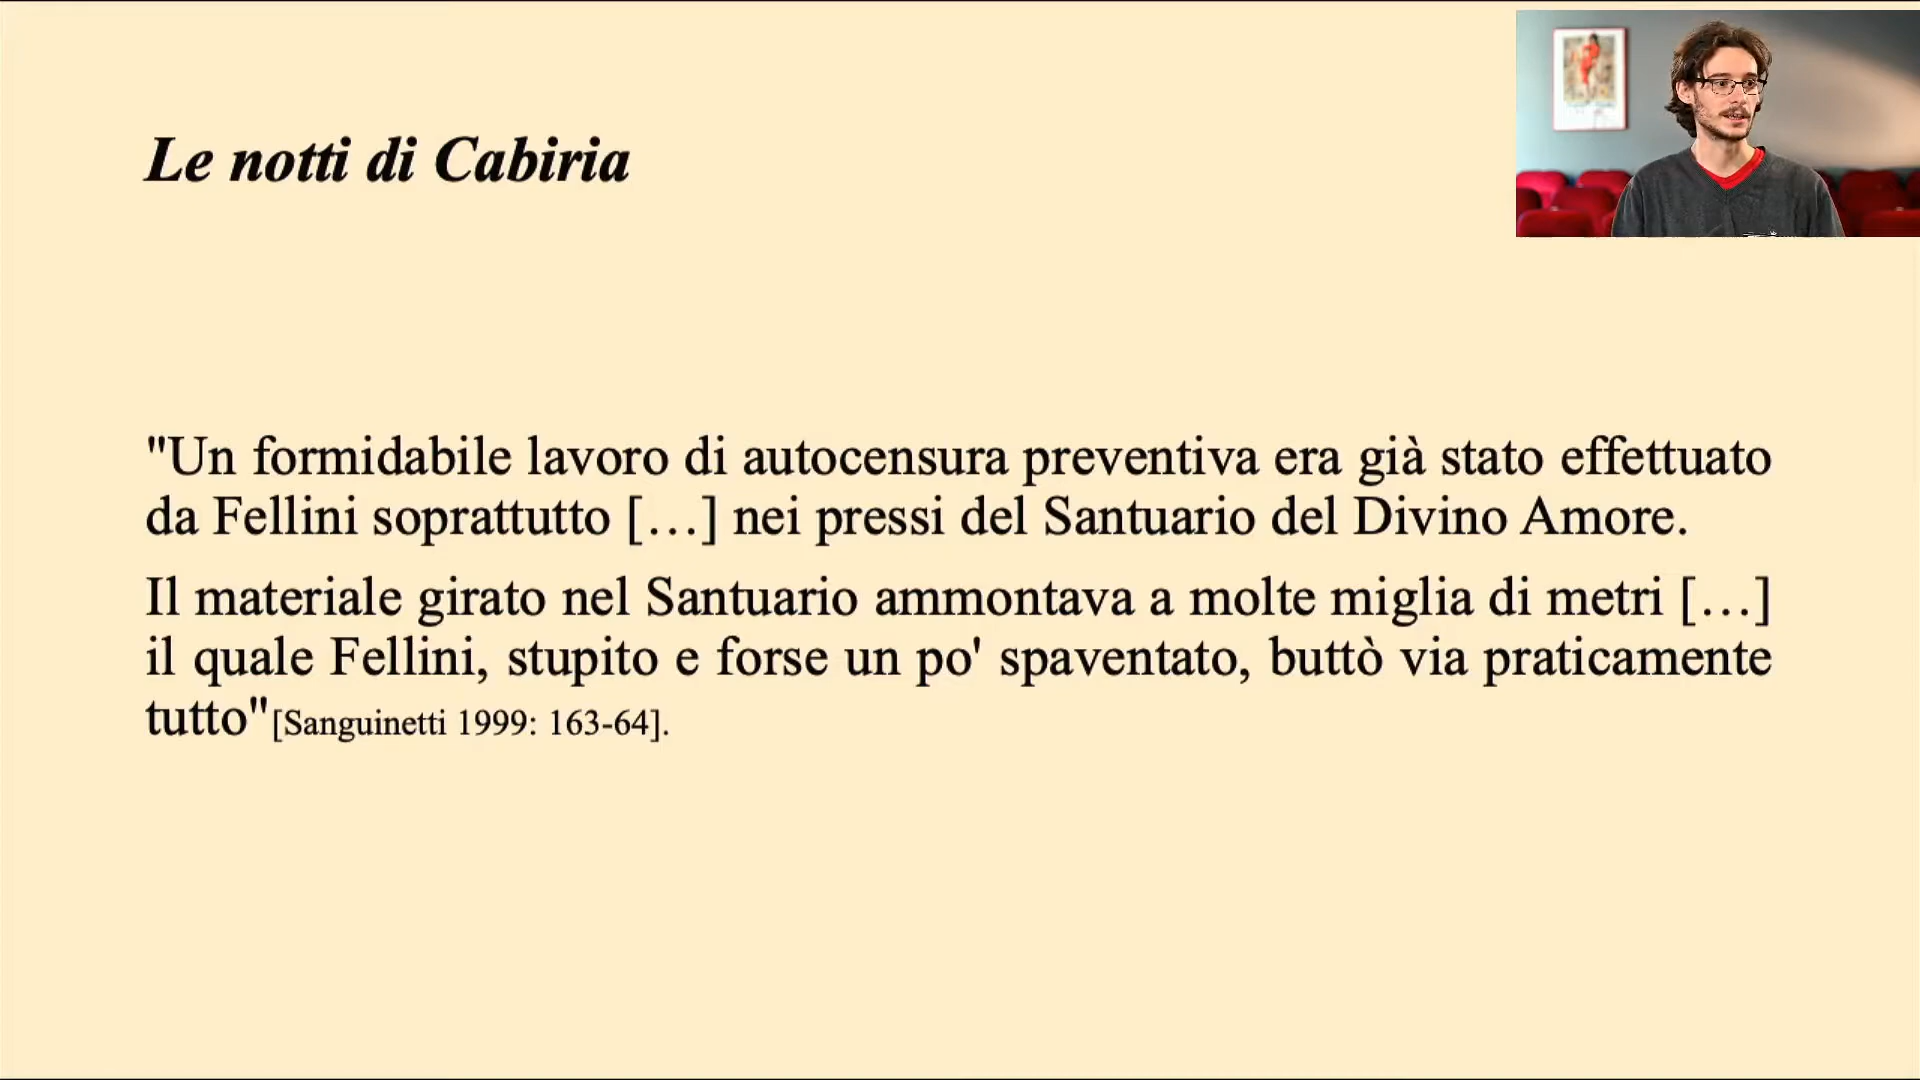 Le notti di Cabiria
"Un formidabile lavoro di autocensura preventiva era già stato effettuato
da Fellini soprattutto […] nei pressi del Santuario del Divino Amore.
Il materiale girato nel Santuario ammontava a molte miglia di metri […]
il quale Fellini, stupito e forse un po' spaventato, buttò via praticamente
tutto"[Sanguinetti 1999: 163-64].